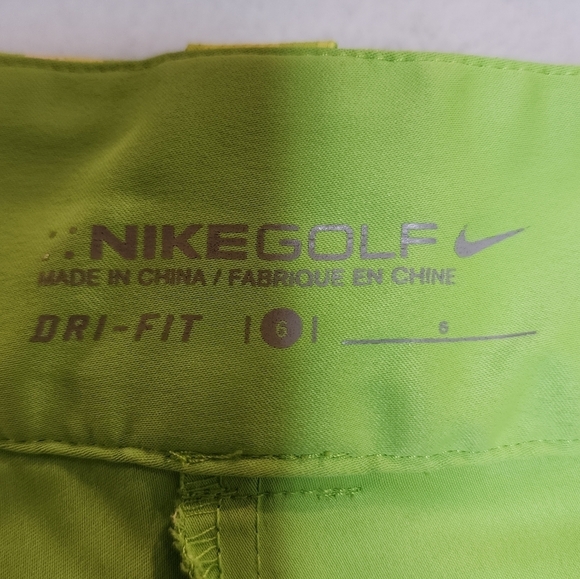 NIKEGOLF
MADE IN CHINA / FABRIQUE EN CHINE
DRI-FIT | 6 | 6